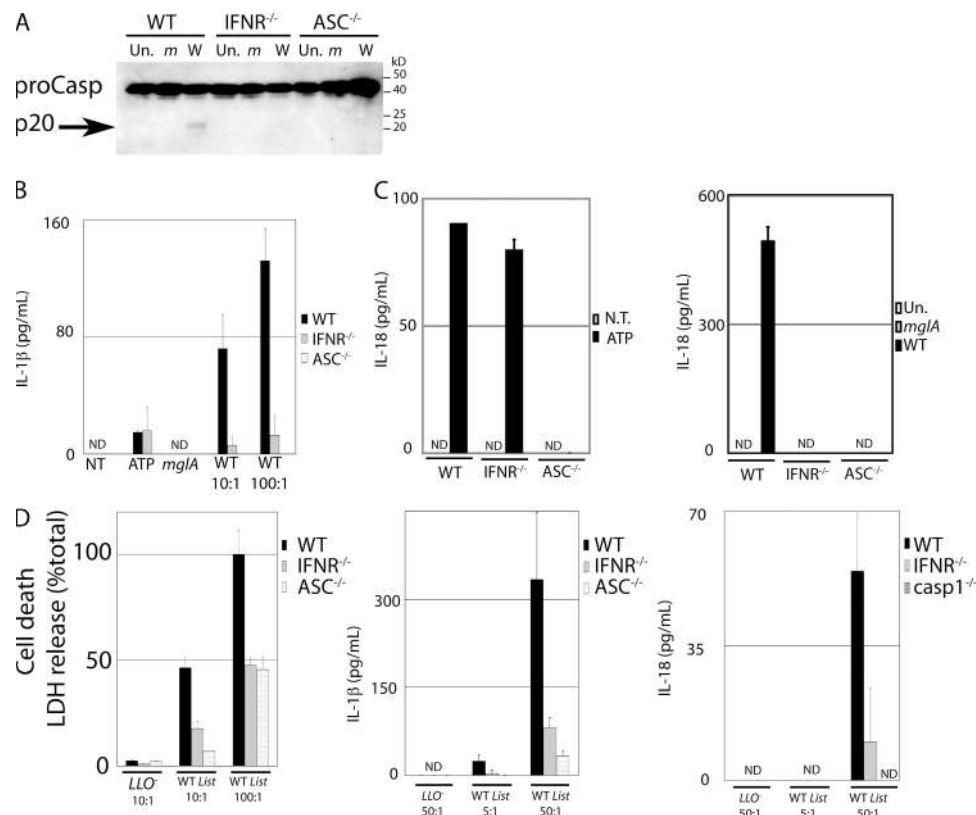 A
WT IFNR-/- ASC-/-
Un. m W Un. m W Un. m W
kD
proCasp
50
40
25
p20
20
B
160
80
0
IL-1β (pg/mL)
WT
IFNR-/-
ASC-/-
ND ND
NT ATP mglA WT WT
10:1 100:1
C
100
50
0
IL-18 (pg/mL)
N.T.
ATP
ND ND ND
WT IFNR-/- ASC-/-
600
300
0
IL-18 (pg/mL)
Un.
mglA
WT
ND ND ND
WT IFNR-/- ASC-/-
D
Cell death
LDH release (%total)
100
50
0
WT
IFNR-/-
ASC-/-
LLO- WT List WT List
10:1 10:1 100:1
300
150
0
IL-1β (pg/mL)
WT
IFNR-/-
ASC-/-
ND
LLO- WT List WT List
50:1 5:1 50:1
70
35
0
IL-18 (pg/mL)
WT
IFNR-/-
casp1-/-
ND ND ND
LLO- WT List WT List
50:1 5:1 50:1